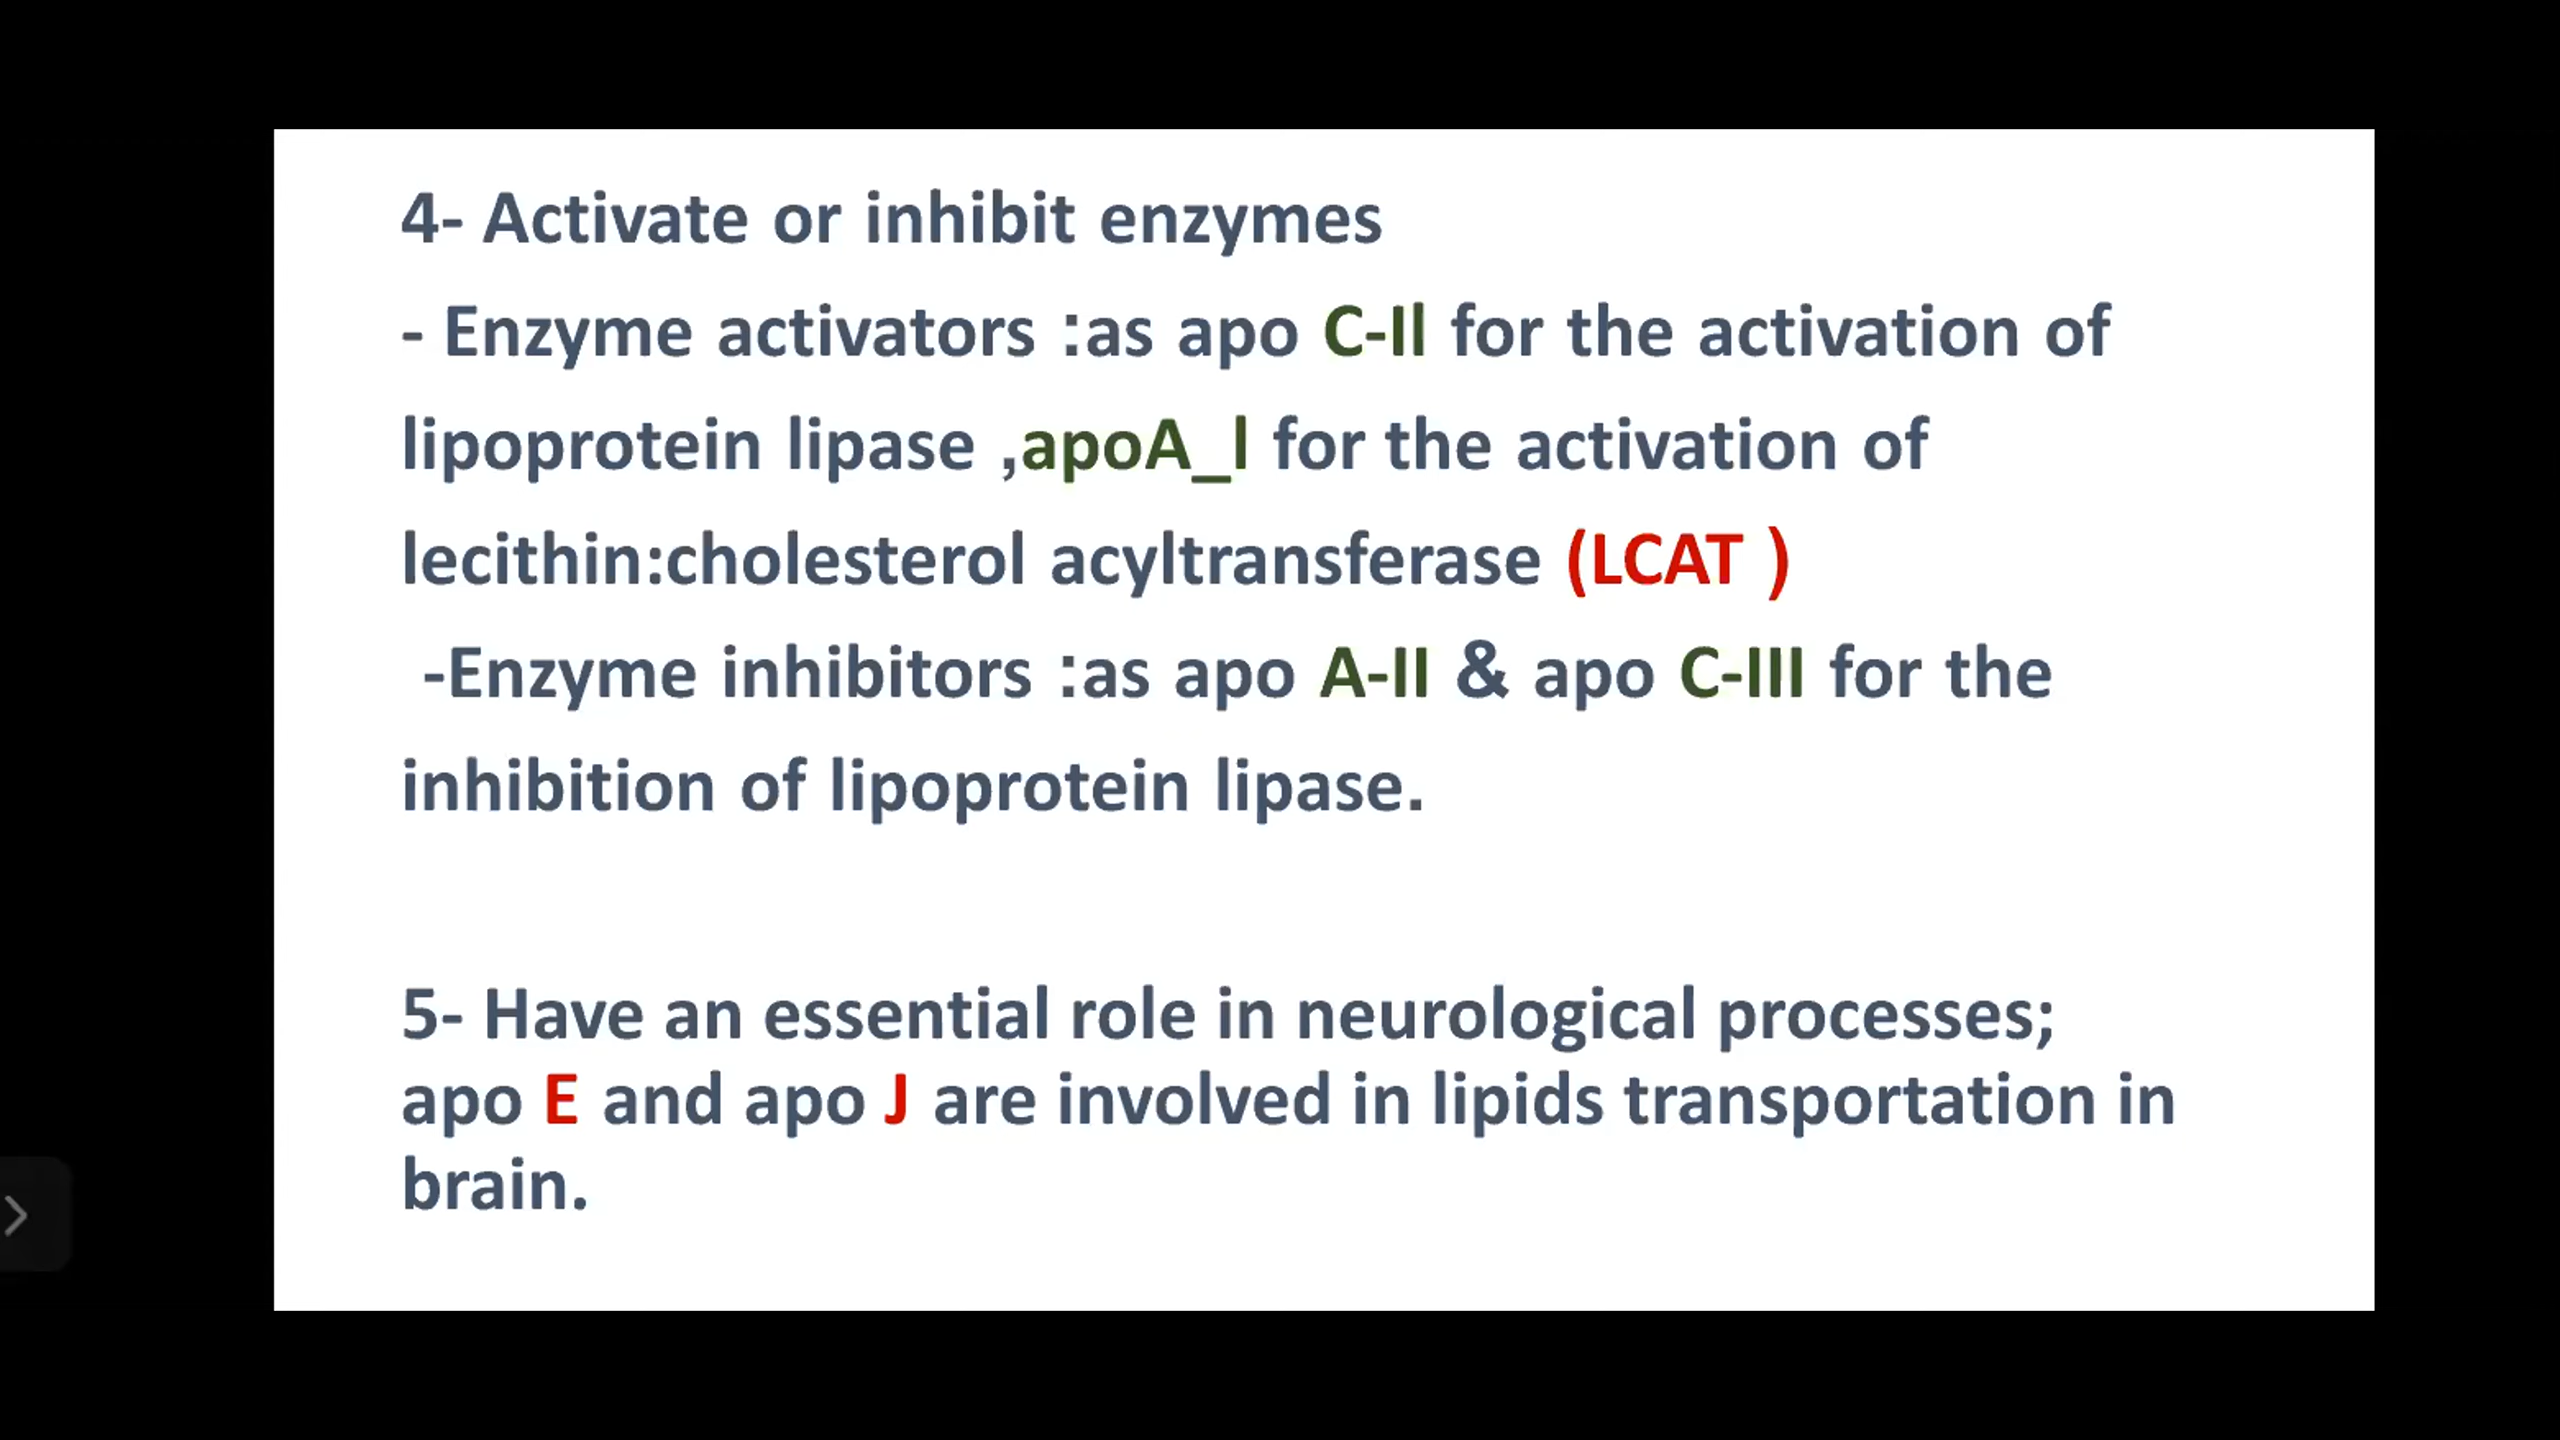 4- Activate or inhibit enzymes
- Enzyme activators :as apo C-Il for the activation of
lipoprotein lipase ,apoA_l for the activation of
lecithin:cholesterol acyltransferase (LCAT )
-Enzyme inhibitors :as apo A-II & apo C-III for the
inhibition of lipoprotein lipase.
5- Have an essential role in neurological processes;
apo E and apo J are involved in lipids transportation in
brain.